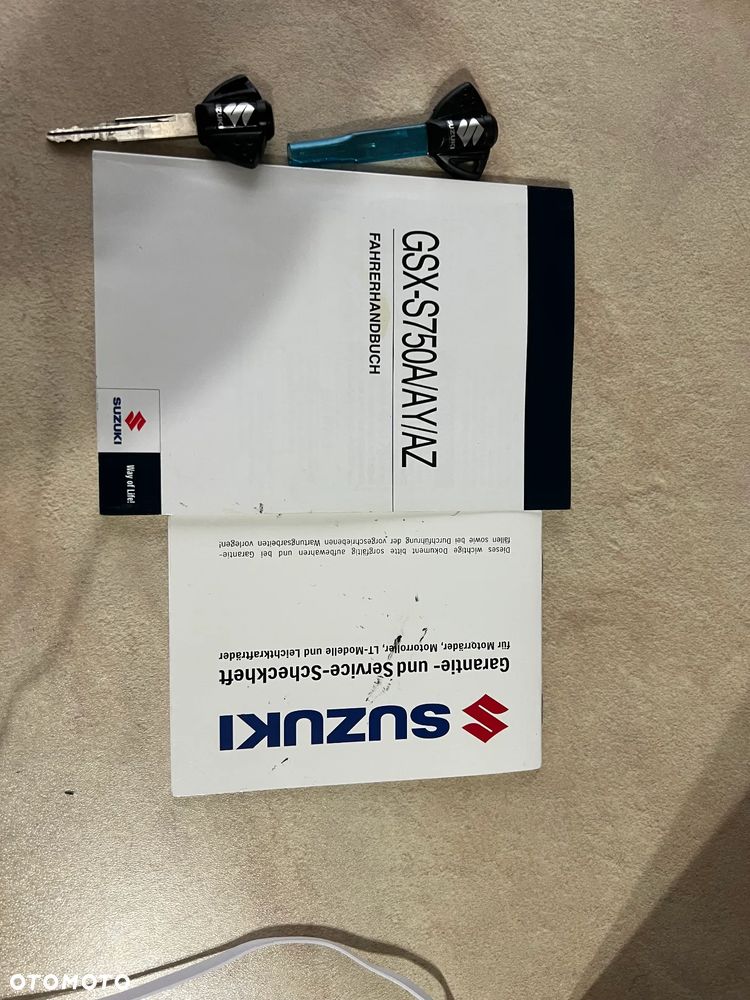 SUZUKI
SUZUKI
GSX-S750A/AY/AZ
FAHRERHANDBUCH
SUZUKI
Way of Life!
SUZUKI
Garantie- und Service-Scheckheft
für Motorräder, Motorroller, LT-Modelle und Leichtkrafträder
Dieses wichtige Dokument bitte sorgfältig aufbewahren und bei Garantie-
fällen sowie bei Durchführung der vorgeschriebenen Wartungsarbeiten vorlegen!
OTOMOTO